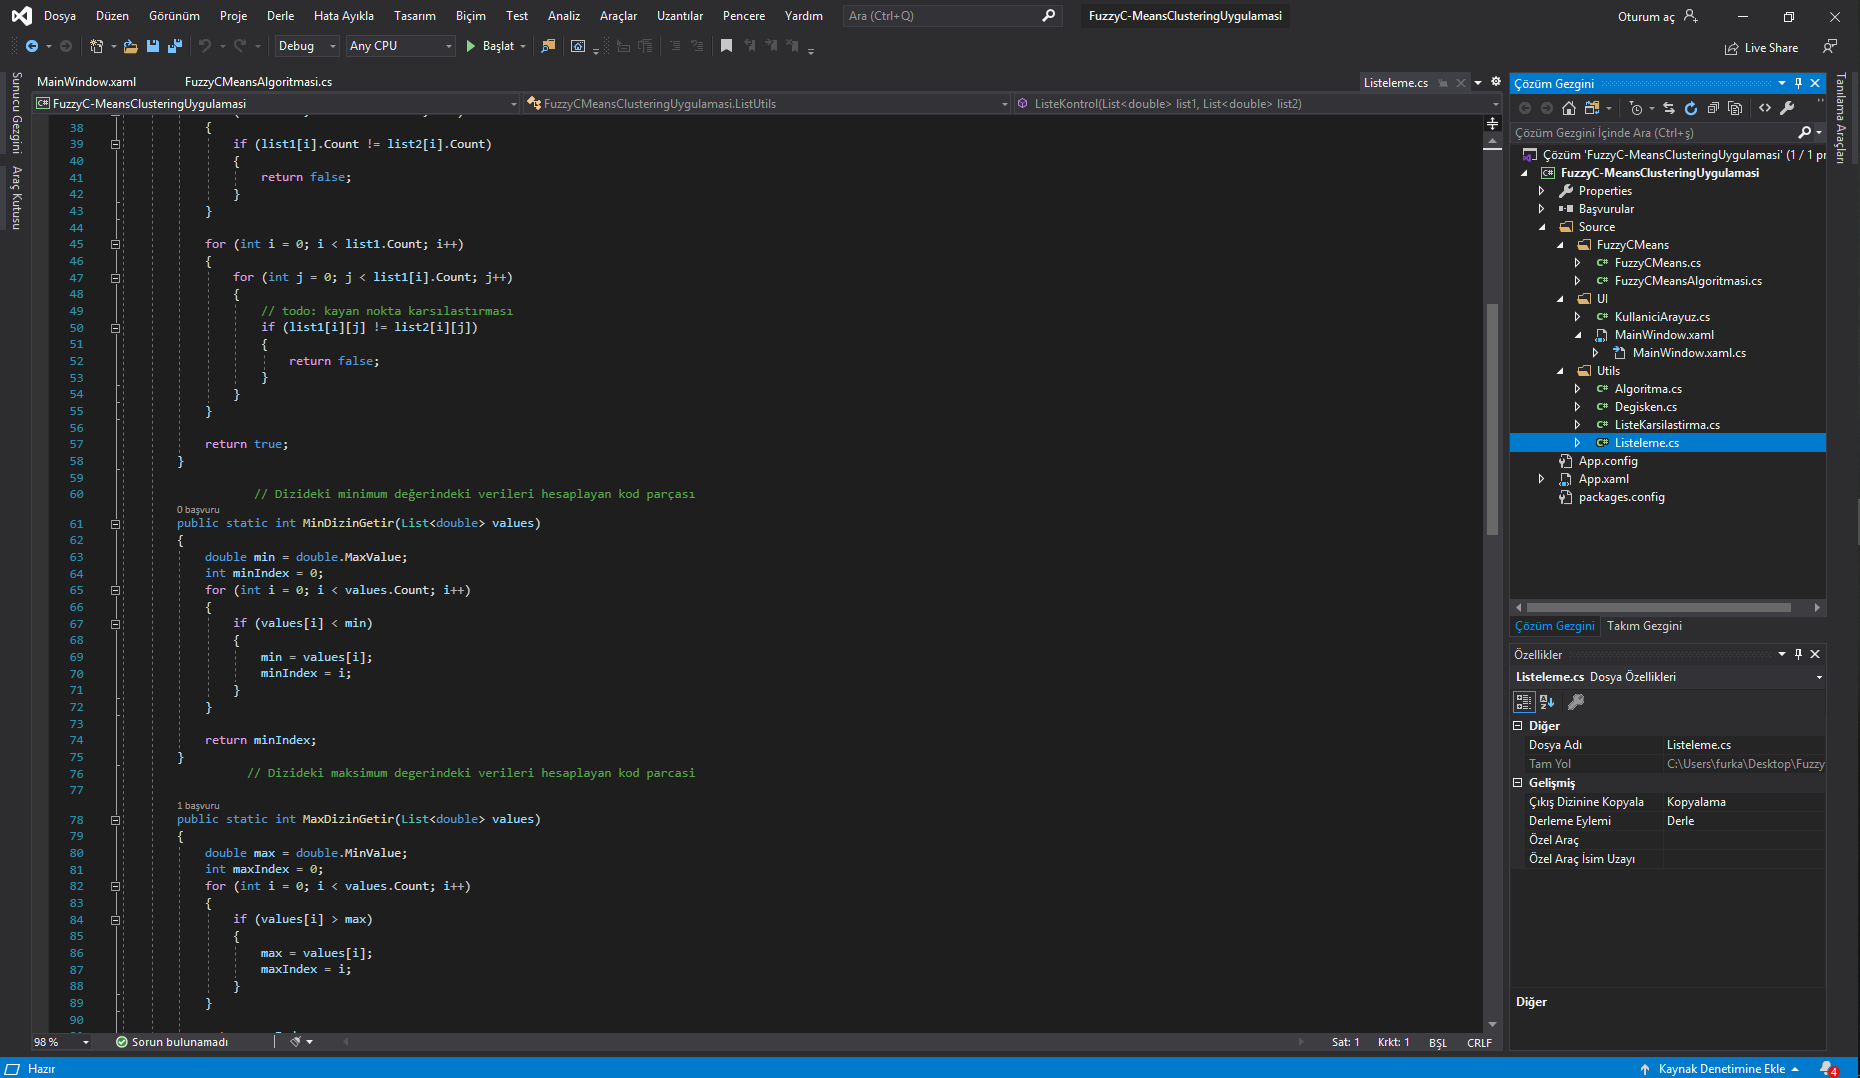 Dosya Düzen Görünüm Proje Derle Hata Ayıkla Tasarım Biçim Test Analiz Araçlar Uzantılar Pencere Yardım Ara (Ctrl+Q) FuzzyC-MeansClusteringUygulamasi Oturum aç
Debug Any CPU Başlat Live Share
Sunucu Gezgini
Araç Kutusu
MainWindow.xaml FuzzyCMeansAlgoritmasi.cs Listeleme.cs
FuzzyC-MeansClusteringUygulamasi FuzzyCMeansClusteringUygulamasi.ListUtils ListeKontrol(List<double> list1, List<double> list2)
38 {
39 if (list1[i].Count != list2[i].Count)
40 {
41 return false;
42 }
43 }
44
45 for (int i = 0; i < list1.Count; i++)
46 {
47 for (int j = 0; j < list1[i].Count; j++)
48 {
49 // todo: kayan nokta karsılastırması
50 if (list1[i][j] != list2[i][j])
51 {
52 return false;
53 }
54 }
55 }
56
57 return true;
58 }
59
60 // Dizideki minimum değerindeki verileri hesaplayan kod parçası
0 başvuru
61 public static int MinDizinGetir(List<double> values)
62 {
63 double min = double.MaxValue;
64 int minIndex = 0;
65 for (int i = 0; i < values.Count; i++)
66 {
67 if (values[i] < min)
68 {
69 min = values[i];
70 minIndex = i;
71 }
72 }
73
74 return minIndex;
75 }
76 // Dizideki maksimum degerindeki verileri hesaplayan kod parcasi
77
1 başvuru
78 public static int MaxDizinGetir(List<double> values)
79 {
80 double max = double.MinValue;
81 int maxIndex = 0;
82 for (int i = 0; i < values.Count; i++)
83 {
84 if (values[i] > max)
85 {
86 max = values[i];
87 maxIndex = i;
88 }
89 }
90
98 % Sorun bulunamadı Sat: 1 Krkt: 1 BŞL CRLF
Çözüm Gezgini
Çözüm Gezgini İçinde Ara (Ctrl+ş)
Çözüm 'FuzzyC-MeansClusteringUygulamasi' (1 / 1 pr
FuzzyC-MeansClusteringUygulamasi
Properties
Başvurular
Source
FuzzyCMeans
C# FuzzyCMeans.cs
C# FuzzyCMeansAlgoritmasi.cs
UI
C# KullaniciArayuz.cs
MainWindow.xaml
MainWindow.xaml.cs
Utils
C# Algoritma.cs
C# Degisken.cs
C# ListeKarsilastirma.cs
C# Listeleme.cs
App.config
App.xaml
packages.config
Çözüm Gezgini Takım Gezgini
Özellikler
Listeleme.cs Dosya Özellikleri
Diğer
Dosya Adı Listeleme.cs
Tam Yol C:\Users\furka\Desktop\Fuzzy
Gelişmiş
Çıkış Dizinine Kopyala Kopyalama
Derleme Eylemi Derle
Özel Araç
Özel Araç İsim Uzayı
Diğer
Tanılama Araçları
Hazır Kaynak Denetimine Ekle 4